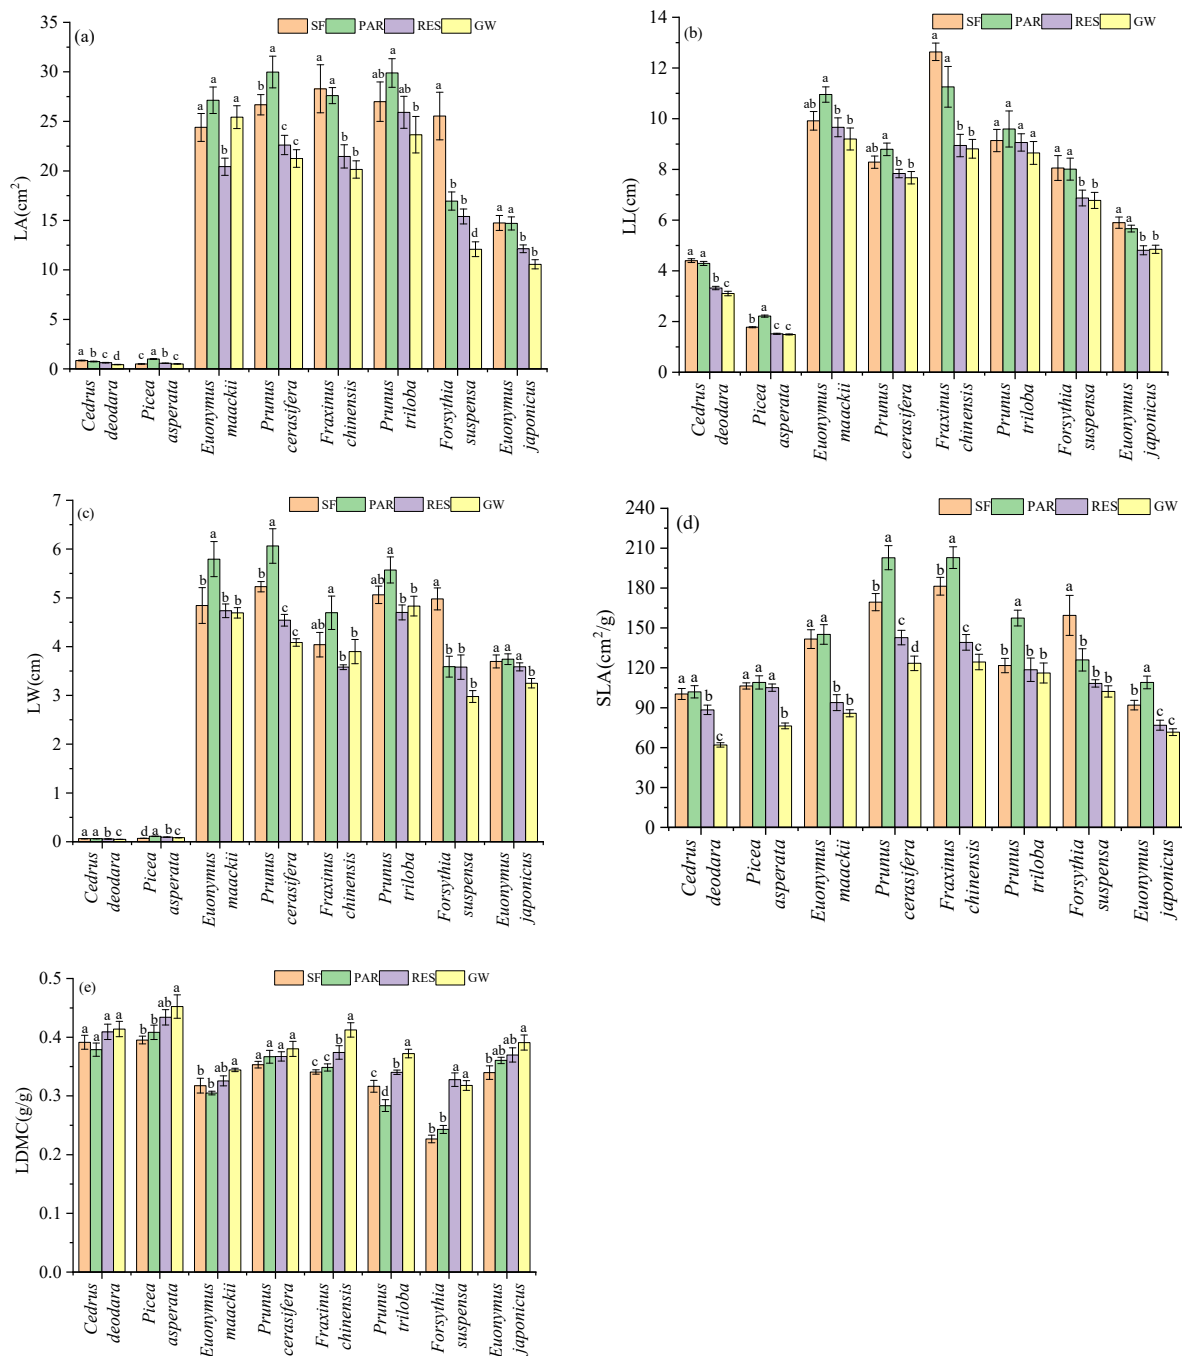 (a)
SF PAR RES GW
35
30
25
20
15
10
5
0
LA(cm²)
a b c d
c a b c
a a b a
b a c c
a a b b
ab a ab b
a b b d
a a b b
Cedrus deodara
Picea asperata
Euonymus maackii
Prunus cerasifera
Fraxinus chinensis
Prunus triloba
Forsythia suspensa
Euonymus japonicus
(b)
SF PAR RES GW
14
12
10
8
6
4
2
0
LL(cm)
a a b c
b a c c
ab a b b
b a b b
a a b b
a a a a
a a b b
a a b b
Cedrus deodara
Picea asperata
Euonymus maackii
Prunus cerasifera
Fraxinus chinensis
Prunus triloba
Forsythia suspensa
Euonymus japonicus
(c)
SF PAR RES GW
7
6
5
4
3
2
1
0
LW(cm)
a a b c
d a b c
b a b b
b a c c
ab a b b
ab a b b
a b b b
a a a b
Cedrus deodara
Picea asperata
Euonymus maackii
Prunus cerasifera
Fraxinus chinensis
Prunus triloba
Forsythia suspensa
Euonymus japonicus
(d)
SF PAR RES GW
240
210
180
150
120
90
60
30
0
SLA(cm²/g)
a a b c
a a a b
a a b b
b a c d
b a c c
b a b b
a b b b
b a c c
Cedrus deodara
Picea asperata
Euonymus maackii
Prunus cerasifera
Fraxinus chinensis
Prunus triloba
Forsythia suspensa
Euonymus japonicus
(e)
SF PAR RES GW
0.5
0.4
0.3
0.2
0.1
0.0
LDMC(g/g)
a a a a
b b ab a
b b ab a
a a a a
c c b a
c d b a
b b a a
b ab ab a
Cedrus deodara
Picea asperata
Euonymus maackii
Prunus cerasifera
Fraxinus chinensis
Prunus triloba
Forsythia suspensa
Euonymus japonicus